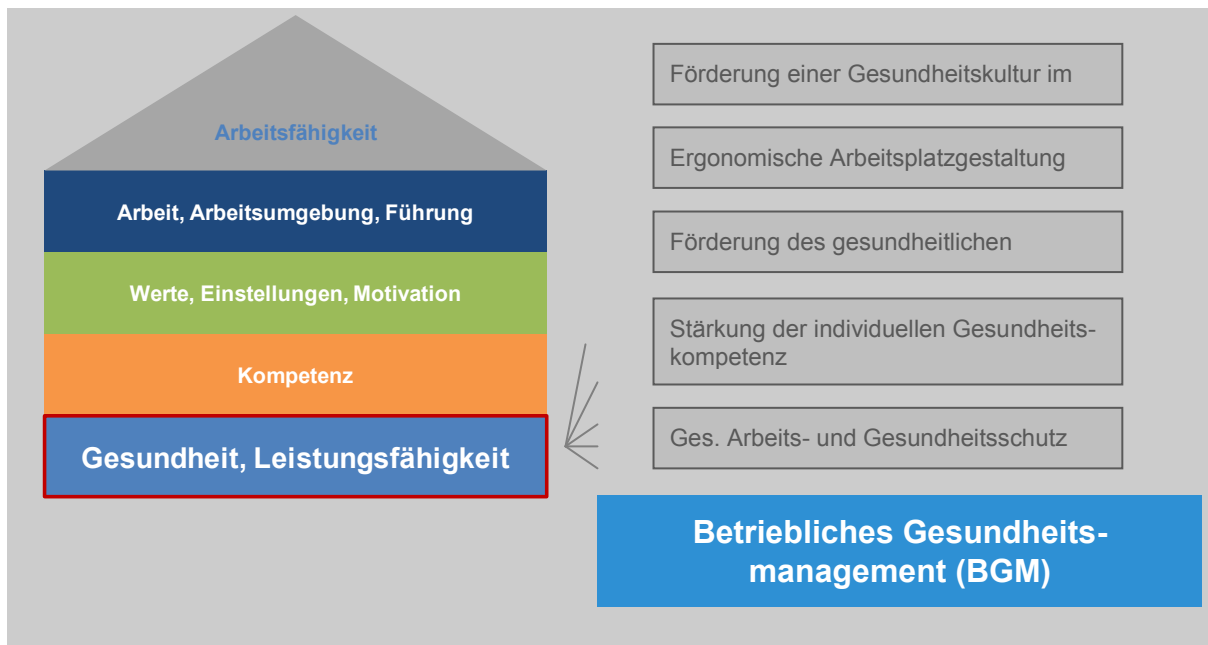 Arbeitsfähigkeit
Arbeit, Arbeitsumgebung, Führung
Werte, Einstellungen, Motivation
Kompetenz
Gesundheit, Leistungsfähigkeit
Förderung einer Gesundheitskultur im
Ergonomische Arbeitsplatzgestaltung
Förderung des gesundheitlichen
Stärkung der individuellen Gesundheits-
kompetenz
Ges. Arbeits- und Gesundheitsschutz
Betriebliches Gesundheits-
management (BGM)